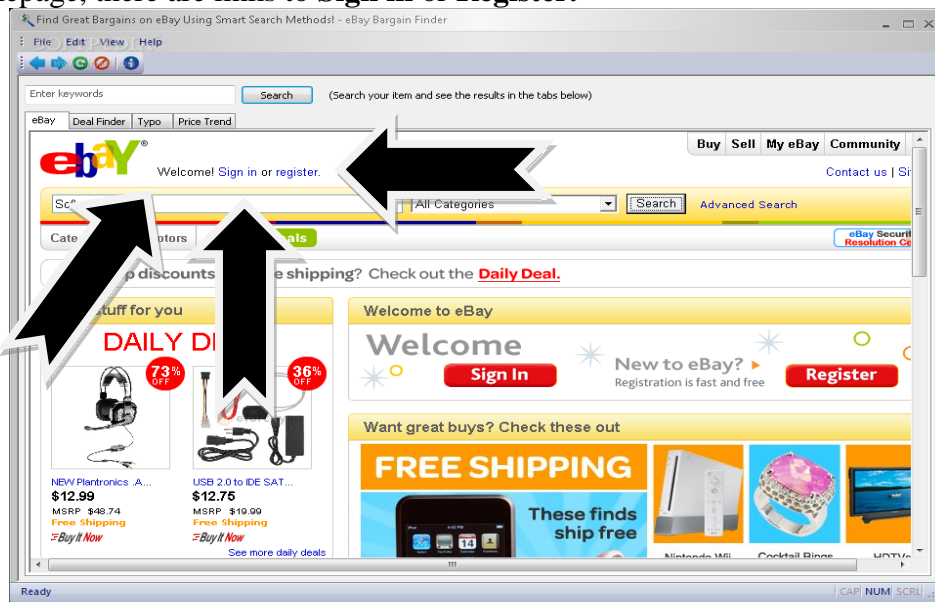 page, there are links to Sign in or Register.
Find Great Bargains on eBay Using Smart Search Methods! - eBay Bargain Finder
File Edit View Help
Enter keywords Search (Search your item and see the results in the tabs below)
eBay Deal Finder Typo Price Trend
ebaY® Buy Sell My eBay Community
Welcome! Sign in or register. Contact us |
All Categories Search Advanced Search
eBay
Resolution
discounts shipping? Check out the Daily Deal.
stuff for you Welcome to eBay
DAILY
Welcome
73% OFF 36% OFF
Sign In New to eBay? Register
Registration is fast and free
Want great buys? Check these out
FREE SHIPPING
NEW Plantronics .A... USB 2.0 to IDE SAT...
$12.99 $12.75
MSRP $48.74 MSRP $19.99
Free Shipping Free Shipping
Buy It Now Buy It Now
See more daily deals
These finds
ship free
14
Nintendo Wii Cocktail Rings
Ready CAP NUM SCRL